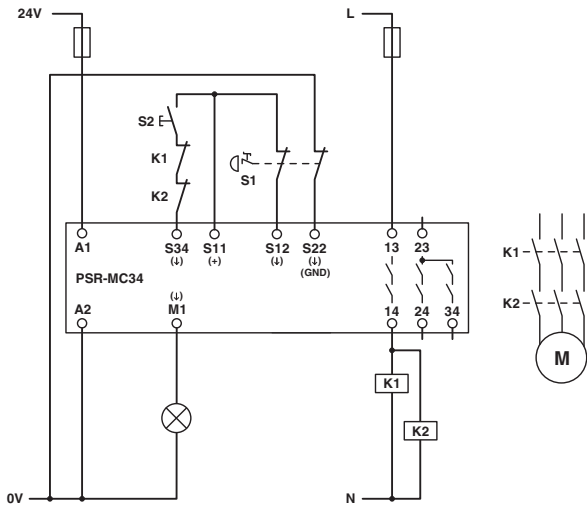 24V
L
S2
K1
K2
S1
A1
S34
(↓)
S11
(+)
S12
(↓)
S22
(↓)
(GND)
13
23
PSR-MC34
(↓)
A2
M1
14
24
34
K1
K2
M
K1
K2
0V
N